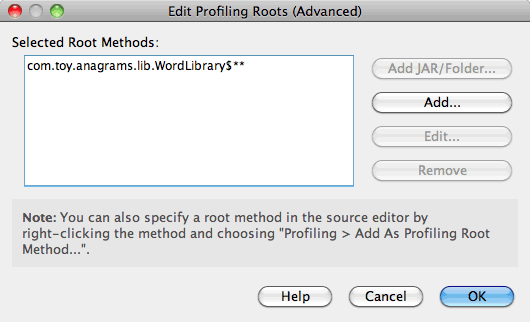 Edit Profiling Roots (Advanced)
Selected Root Methods:
com.toy.anagrams.lib.WordLibrary$**
Add JAR/Folder...
Add...
Edit...
Remove
Note: You can also specify a root method in the source editor by
right-clicking the method and choosing "Profiling > Add As Profiling Root
Method...".
Help
Cancel
OK